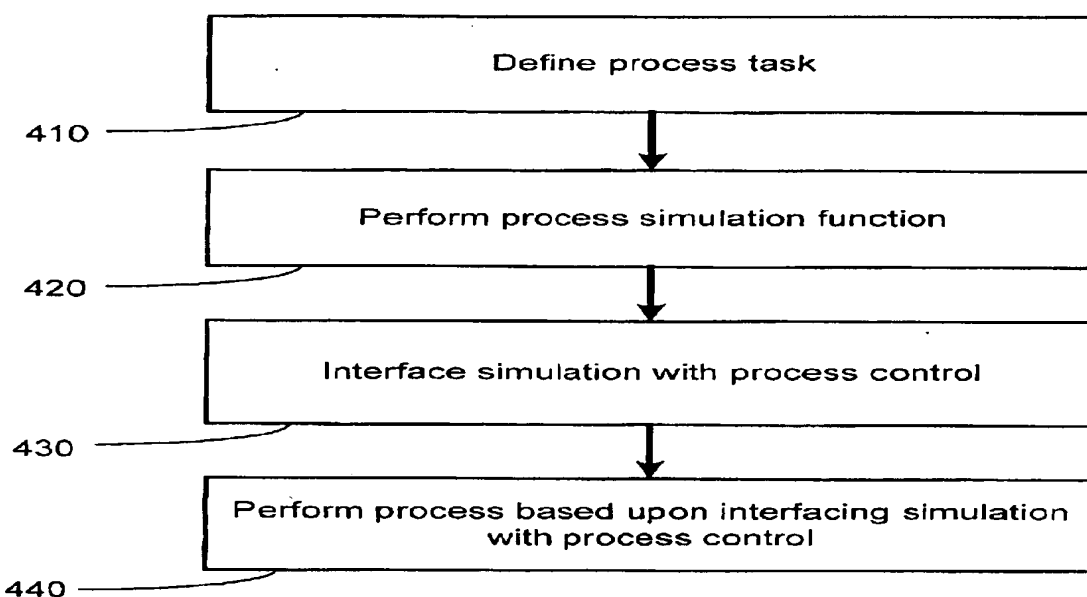 Define process task
410
Perform process simulation function
420
Interface simulation with process control
430
Perform process based upon interfacing simulation
with process control
440